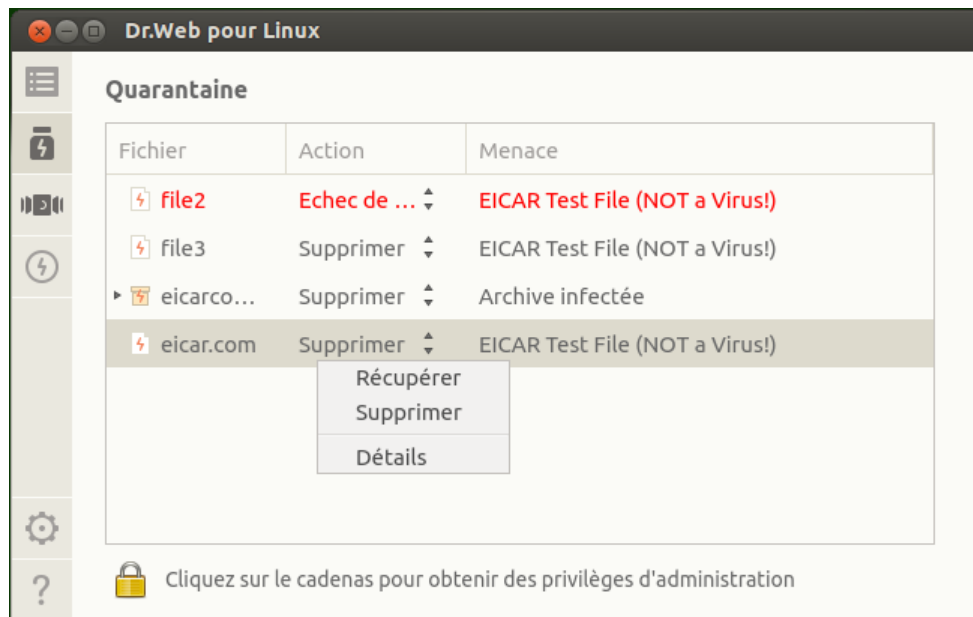 Dr.Web pour Linux
Quarantaine
Fichier Action Menace
file2 Echec de ... EICAR Test File (NOT a Virus!)
file3 Supprimer EICAR Test File (NOT a Virus!)
eicarco... Supprimer Archive infectée
eicar.com Supprimer EICAR Test File (NOT a Virus!)
Récupérer
Supprimer
Détails
Cliquez sur le cadenas pour obtenir des privilèges d'administration
?